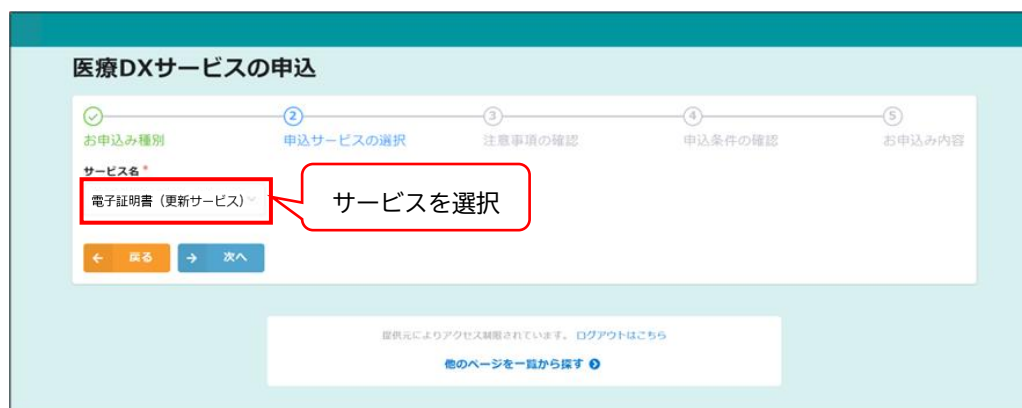 医療DXサービスの申込
② ③ ④ ⑤
お申込み種別 申込サービスの選択 注意事項の確認 申込条件の確認 お申込み内容
サービス名 *
電子証明書（更新サービス）
サービスを選択
← 戻る → 次へ
提供元によりアクセス制限されています。 ログアウトはこちら
他のページを一覧から探す